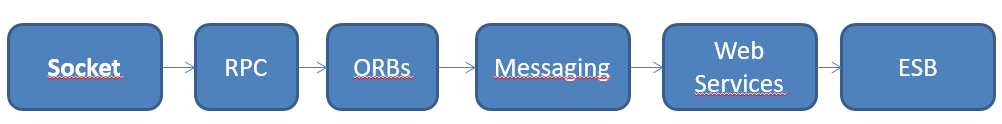 Socket
RPC
ORBs
Messaging
Web
Services
ESB